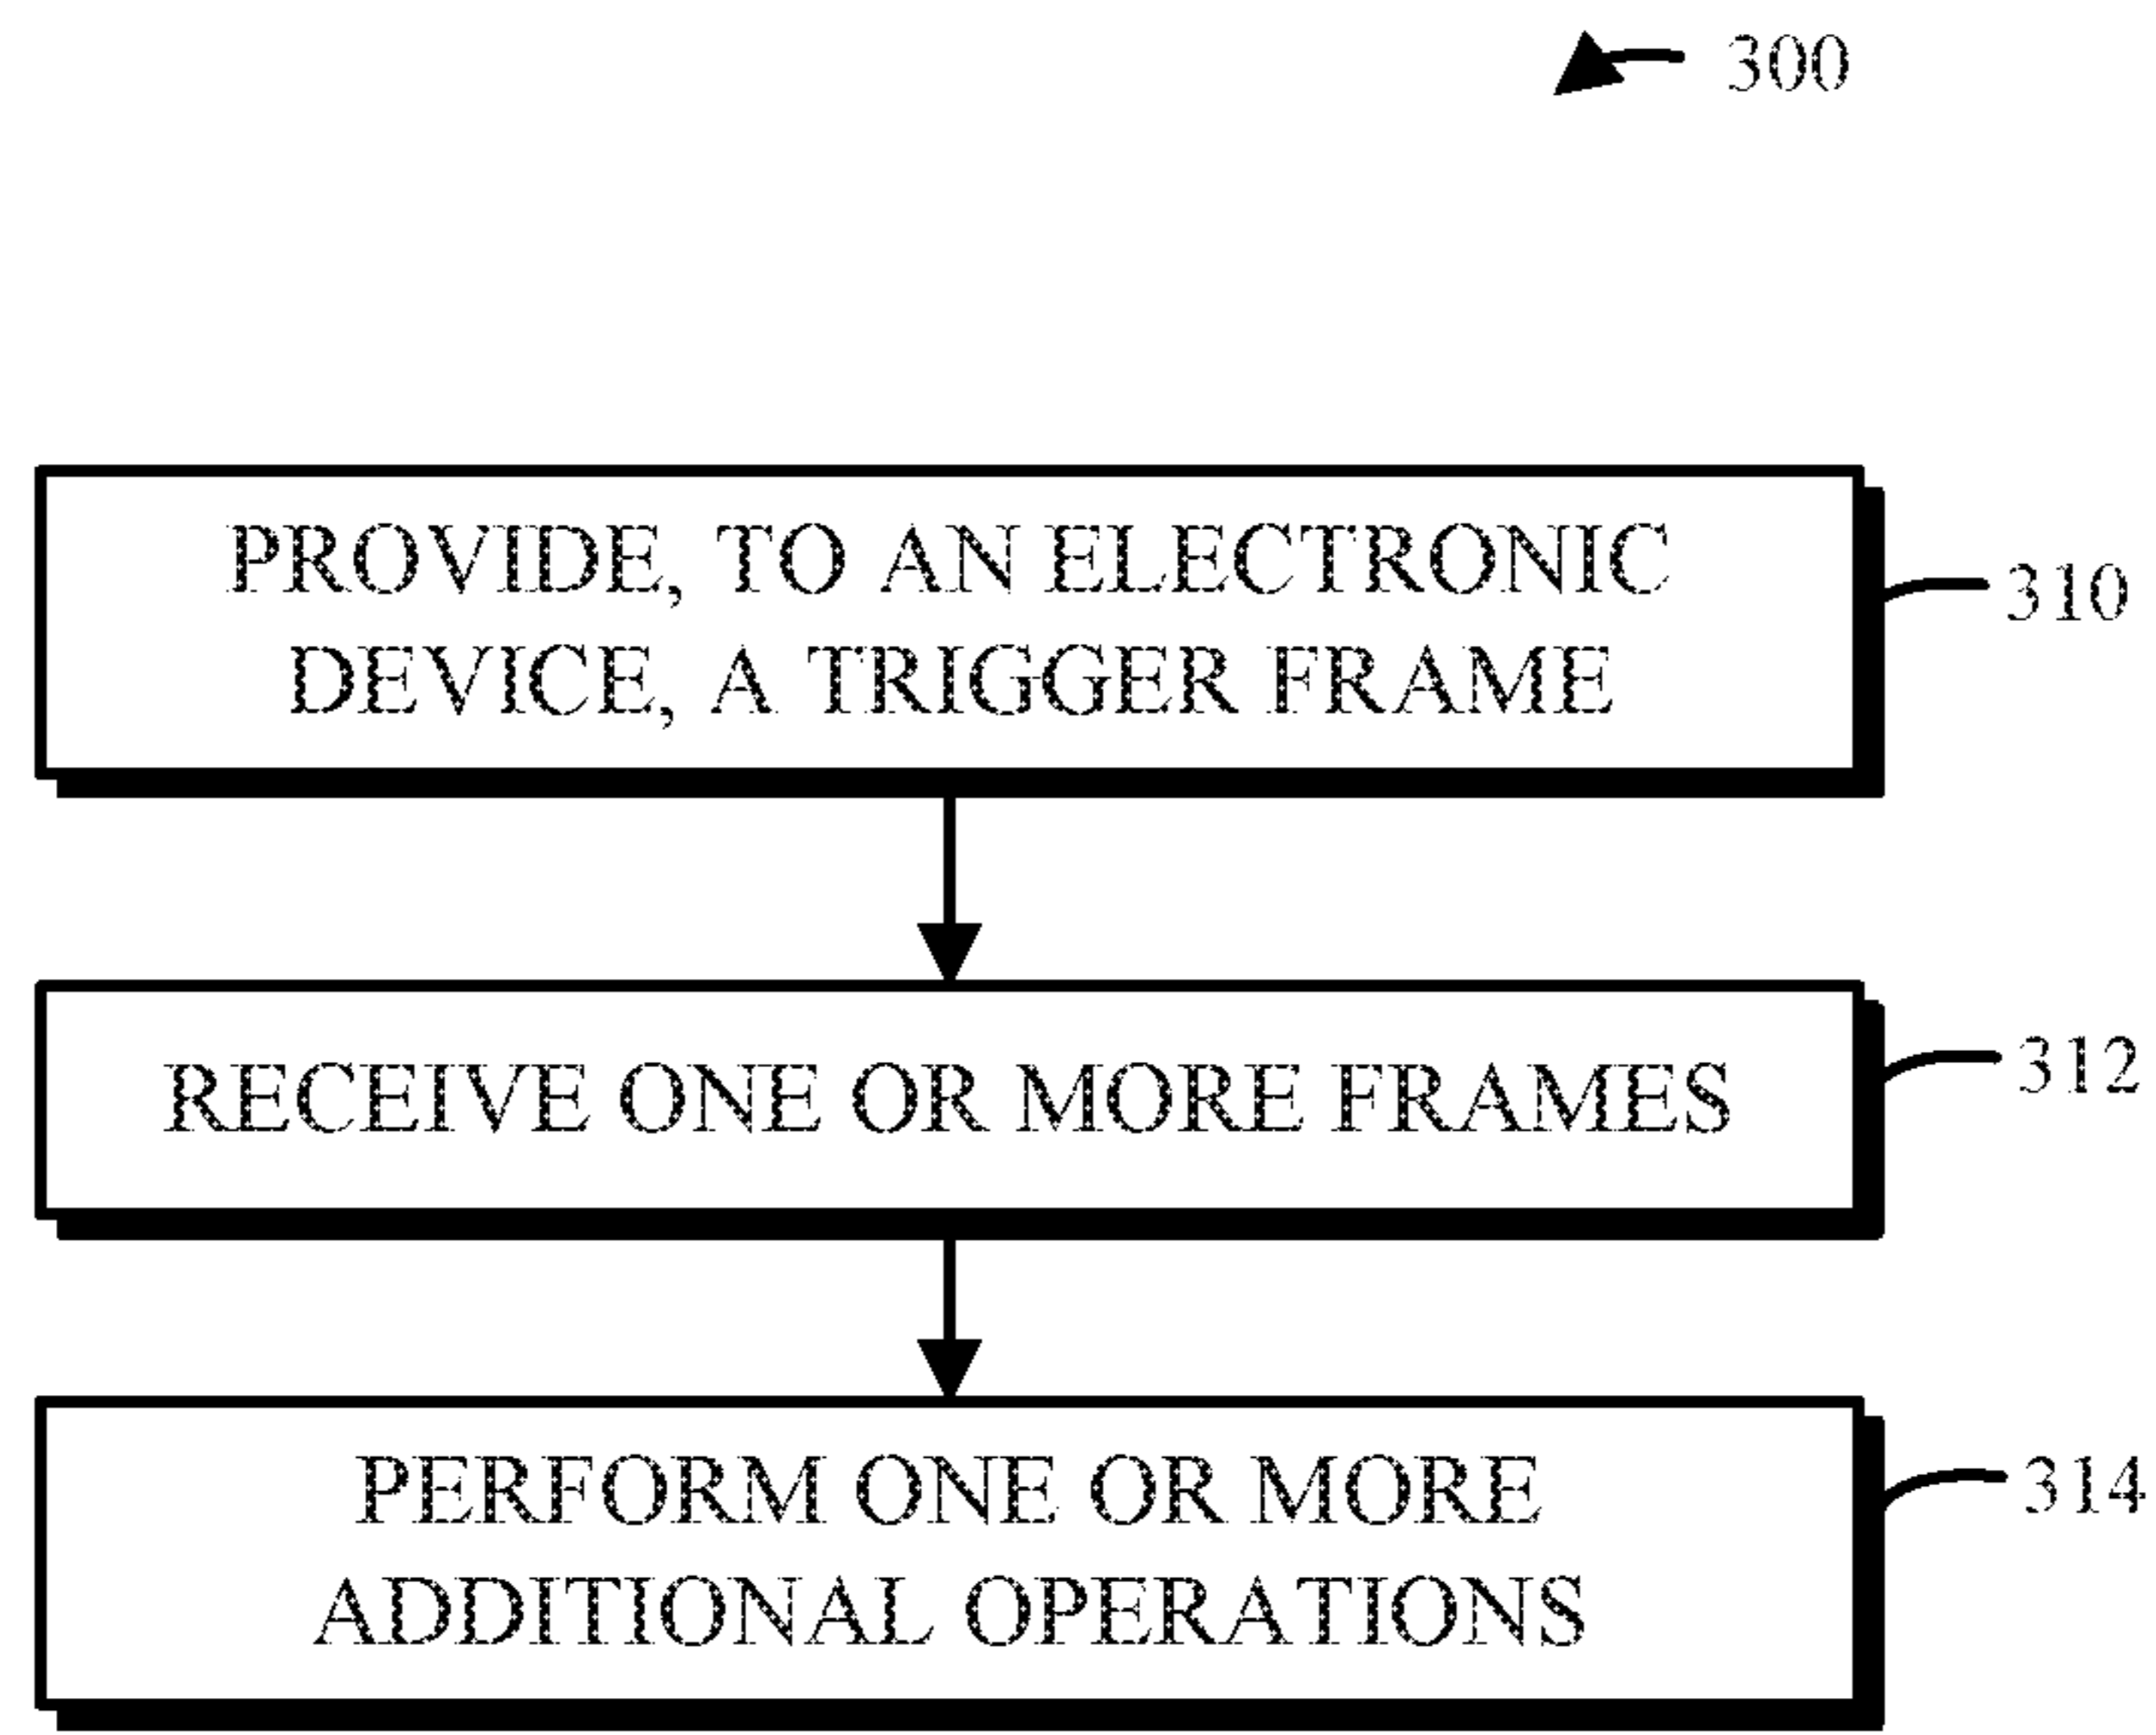 300
PROVIDE, TO AN ELECTRONIC
DEVICE, A TRIGGER FRAME
310
RECEIVE ONE OR MORE FRAMES
312
PERFORM ONE OR MORE
ADDITIONAL OPERATIONS
314